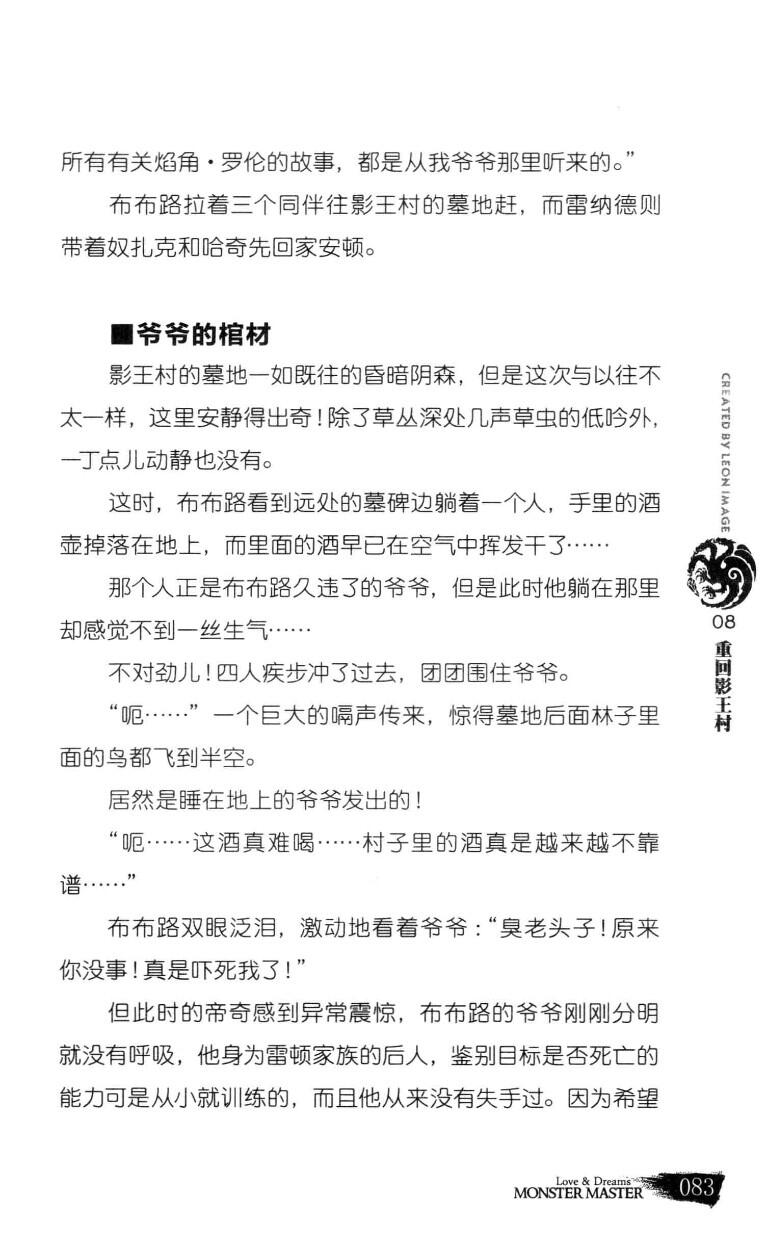 所有有关焰角·罗伦的故事，都是从我爷爷那里听来的。”
布布路拉着三个同伴往影王村的墓地赶，而雷纳德则
带着奴扎克和哈奇先回家安顿。
■爷爷的棺材
影王村的墓地一如既往的昏暗阴森，但是这次与以往不
太一样，这里安静得出奇！除了草丛深处几声草虫的低吟外，
一丁点儿动静也没有。
这时，布布路看到远处的墓碑边躺着一个人，手里的酒
壶掉落在地上，而里面的酒早已在空气中挥发干了……
那个人正是布布路久违了的爷爷，但是此时他躺在那里
却感觉不到一丝生气……
不对劲儿！四人疾步冲了过去，团团围住爷爷。
“呃……”一个巨大的嗝声传来，惊得墓地后面林子里
面的鸟都飞到半空。
居然是睡在地上的爷爷发出的！
“呃……这酒真难喝……村子里的酒真是越来越不靠
谱……”
布布路双眼泛泪，激动地看着爷爷：“臭老头子！原来
你没事！真是吓死我了！”
但此时的帝奇感到异常震惊，布布路的爷爷刚刚分明
就没有呼吸，他身为雷顿家族的后人，鉴别目标是否死亡的
能力可是从小就训练的，而且他从来没有失手过。因为希望
CREATED BY LEON IMAGE
08
重回影王村
Love & Dreams
MONSTER MASTER
083